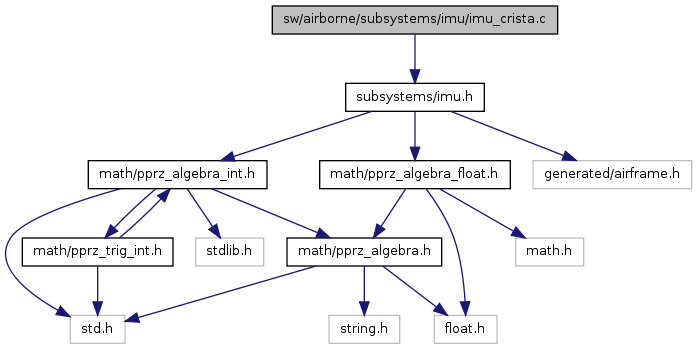 sw/airborne/subsystems/imu/imu_crista.c
subsystems/imu.h
math/pprz_algebra_int.h
math/pprz_algebra_float.h
generated/airframe.h
math/pprz_trig_int.h
stdlib.h
math/pprz_algebra.h
math.h
std.h
string.h
float.h